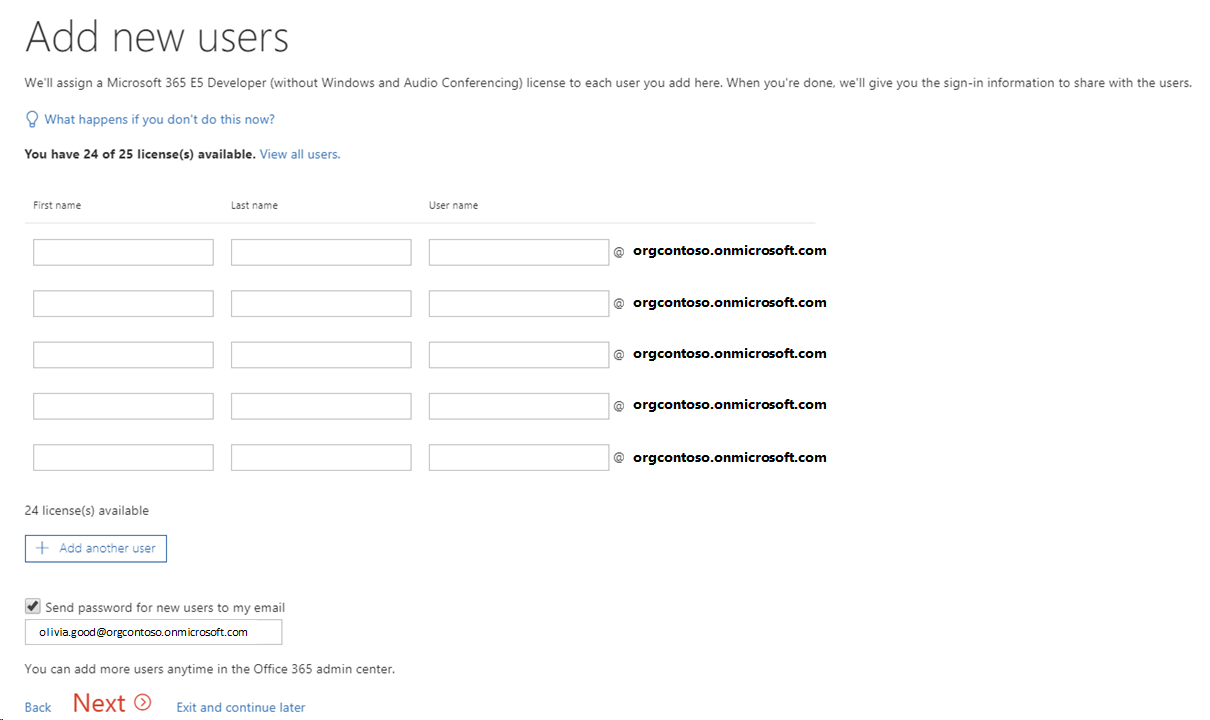 Add new users
We'll assign a Microsoft 365 E5 Developer (without Windows and Audio Conferencing) license to each user you add here. When you're done, we'll give you the sign-in information to share with the users.
What happens if you don't do this now?
You have 24 of 25 license(s) available. View all users.
First name Last name User name
@ orgcontoso.onmicrosoft.com
@ orgcontoso.onmicrosoft.com
@ orgcontoso.onmicrosoft.com
@ orgcontoso.onmicrosoft.com
@ orgcontoso.onmicrosoft.com
24 license(s) available
Add another user
Send password for new users to my email
olivia.good@orgcontoso.onmicrosoft.com
You can add more users anytime in the Office 365 admin center.
Back Next Exit and continue later